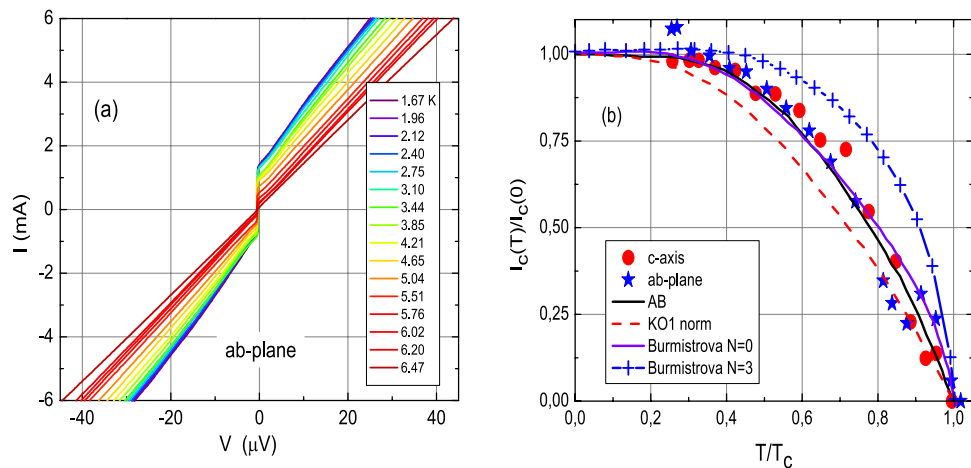 (a)
I (mA)
6
4
2
0
-2
-4
-6
-40
-20
0
20
40
V (μV)
ab-plane
1.67 K
1.96
2.12
2.40
2.75
3.10
3.44
3.85
4.21
4.65
5.04
5.51
5.76
6.02
6.20
6.47
(b)
I_C(T)/I_C(0)
1,00
0,75
0,50
0,25
0,00
0,0
0,2
0,4
0,6
0,8
1,0
T/T_C
c-axis
ab-plane
AB
KO1 norm
Burmistrova N=0
Burmistrova N=3